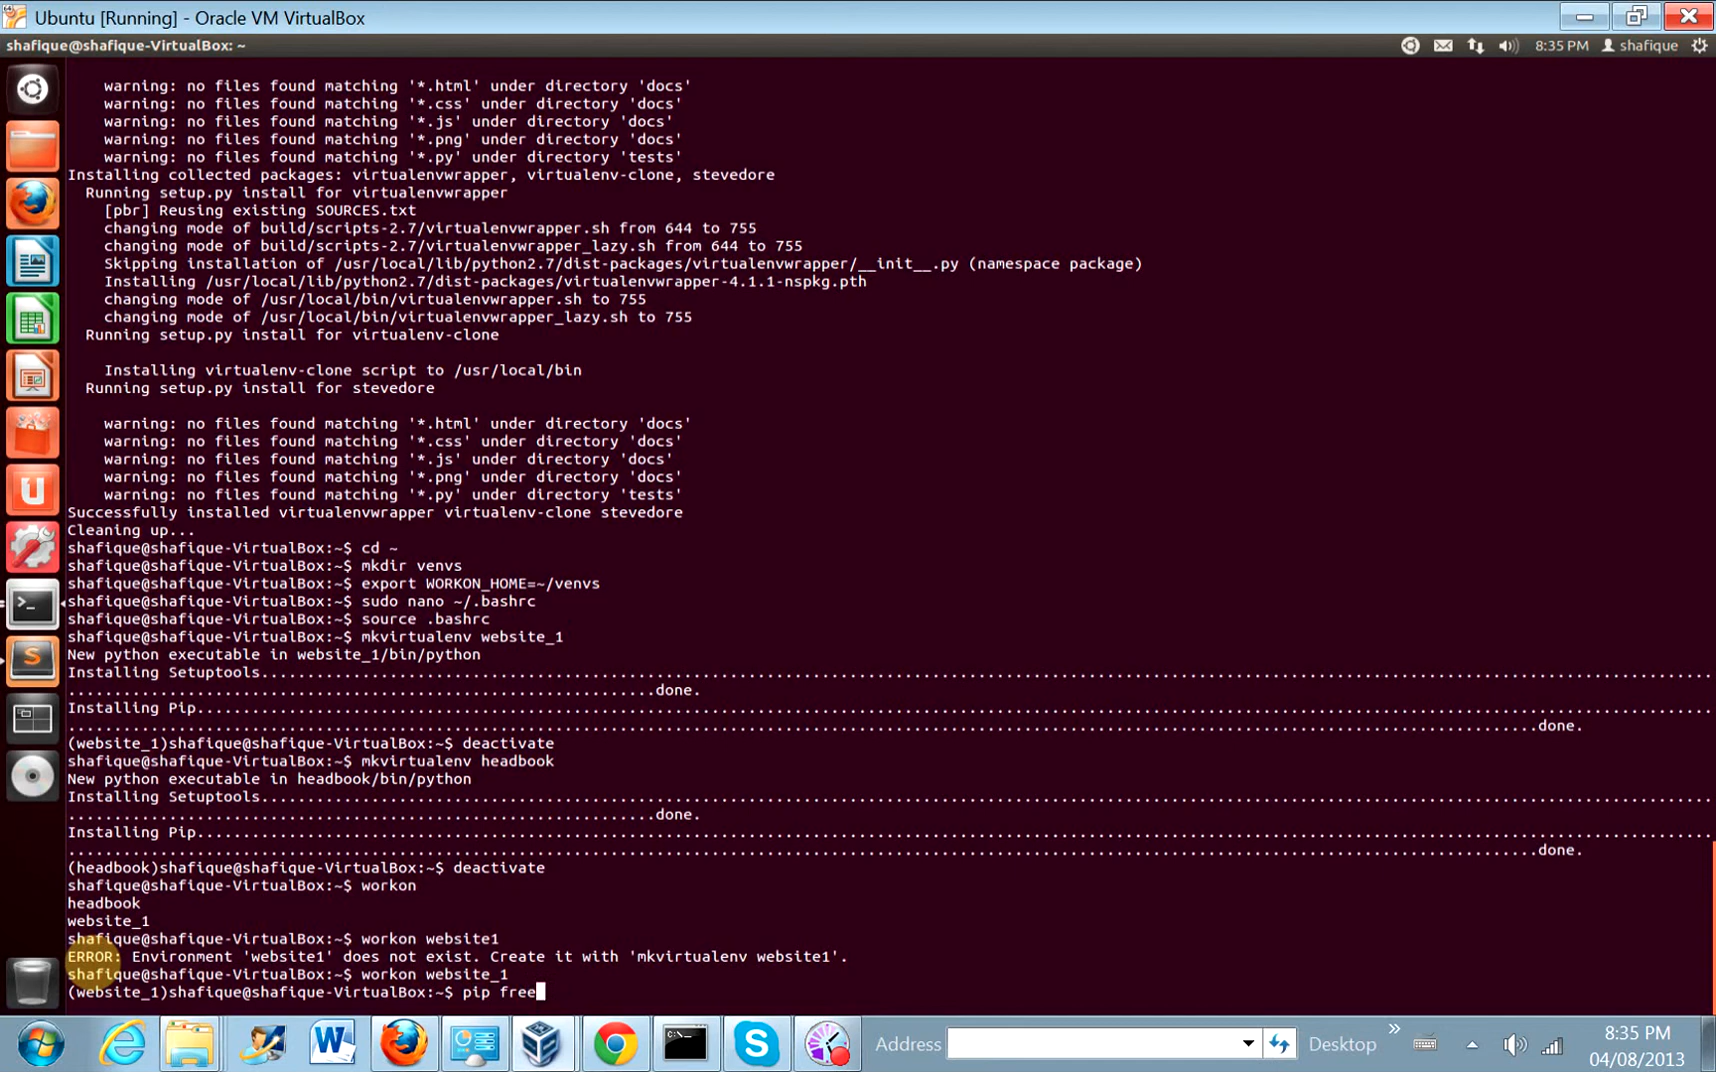 Ubuntu [Running] - Oracle VM VirtualBox
shafique@shafique-VirtualBox: ~
8:35 PM
shafique
warning: no files found matching '*.html' under directory 'docs'
warning: no files found matching '*.css' under directory 'docs'
warning: no files found matching '*.js' under directory 'docs'
warning: no files found matching '*.png' under directory 'docs'
warning: no files found matching '*.py' under directory 'tests'
Installing collected packages: virtualenvwrapper, virtualenv-clone, stevedore
Running setup.py install for virtualenvwrapper
[pbr] Reusing existing SOURCES.txt
changing mode of build/scripts-2.7/virtualenvwrapper.sh from 644 to 755
changing mode of build/scripts-2.7/virtualenvwrapper_lazy.sh from 644 to 755
Skipping installation of /usr/local/lib/python2.7/dist-packages/virtualenvwrapper/__init__.py (namespace package)
Installing /usr/local/lib/python2.7/dist-packages/virtualenvwrapper-4.1.1-nspkg.pth
changing mode of /usr/local/bin/virtualenvwrapper.sh to 755
changing mode of /usr/local/bin/virtualenvwrapper_lazy.sh to 755
Running setup.py install for virtualenv-clone
Installing virtualenv-clone script to /usr/local/bin
Running setup.py install for stevedore
warning: no files found matching '*.html' under directory 'docs'
warning: no files found matching '*.css' under directory 'docs'
warning: no files found matching '*.js' under directory 'docs'
warning: no files found matching '*.png' under directory 'docs'
warning: no files found matching '*.py' under directory 'tests'
Successfully installed virtualenvwrapper virtualenv-clone stevedore
Cleaning up...
shafique@shafique-VirtualBox:~$ cd ~
shafique@shafique-VirtualBox:~$ mkdir venvs
shafique@shafique-VirtualBox:~$ export WORKON_HOME=~/venvs
shafique@shafique-VirtualBox:~$ sudo nano ~/.bashrc
shafique@shafique-VirtualBox:~$ source .bashrc
shafique@shafique-VirtualBox:~$ mkvirtualenv website_1
New python executable in website_1/bin/python
Installing Setuptools..............................................................................................................................................................
................................................................done.
Installing Pip.....................................................................................................................................................................
................................................................................................................................................................done.
(website_1)shafique@shafique-VirtualBox:~$ deactivate
shafique@shafique-VirtualBox:~$ mkvirtualenv headbook
New python executable in headbook/bin/python
Installing Setuptools..............................................................................................................................................................
................................................................done.
Installing Pip.....................................................................................................................................................................
................................................................................................................................................................done.
(headbook)shafique@shafique-VirtualBox:~$ deactivate
shafique@shafique-VirtualBox:~$ workon
headbook
website_1
shafique@shafique-VirtualBox:~$ workon website1
ERROR: Environment 'website1' does not exist. Create it with 'mkvirtualenv website1'.
shafique@shafique-VirtualBox:~$ workon website_1
(website_1)shafique@shafique-VirtualBox:~$ pip free
Address
Desktop
8:35 PM
04/08/2013